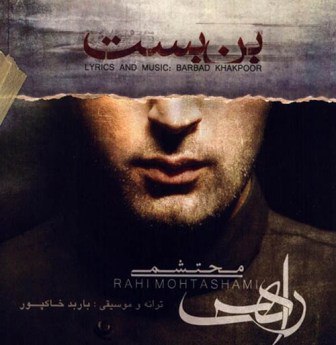 بن بست
LYRICS AND MUSIC: BARBAD KHAKPOOR
محتشمی
RAHI MOHTASHAMI
راهی
ترانه و موسیقی : باربد خاکپور